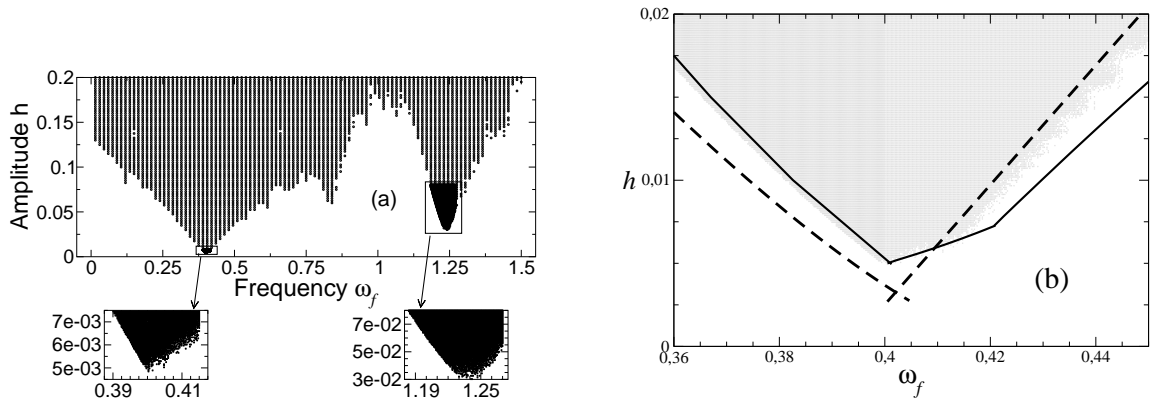 0.2
0.15
0.1
0.05
0
Amplitude h
(a)
0 0.25 0.5 0.75 1 1.25 1.5
Frequency ω_f
7e-03
6e-03
5e-03
0.39 0.41
7e-02
5e-02
3e-02
1.19 1.25
0,02
0,01
0
h
(b)
0,36 0,38 0,4 0,42 0,44
ω_f